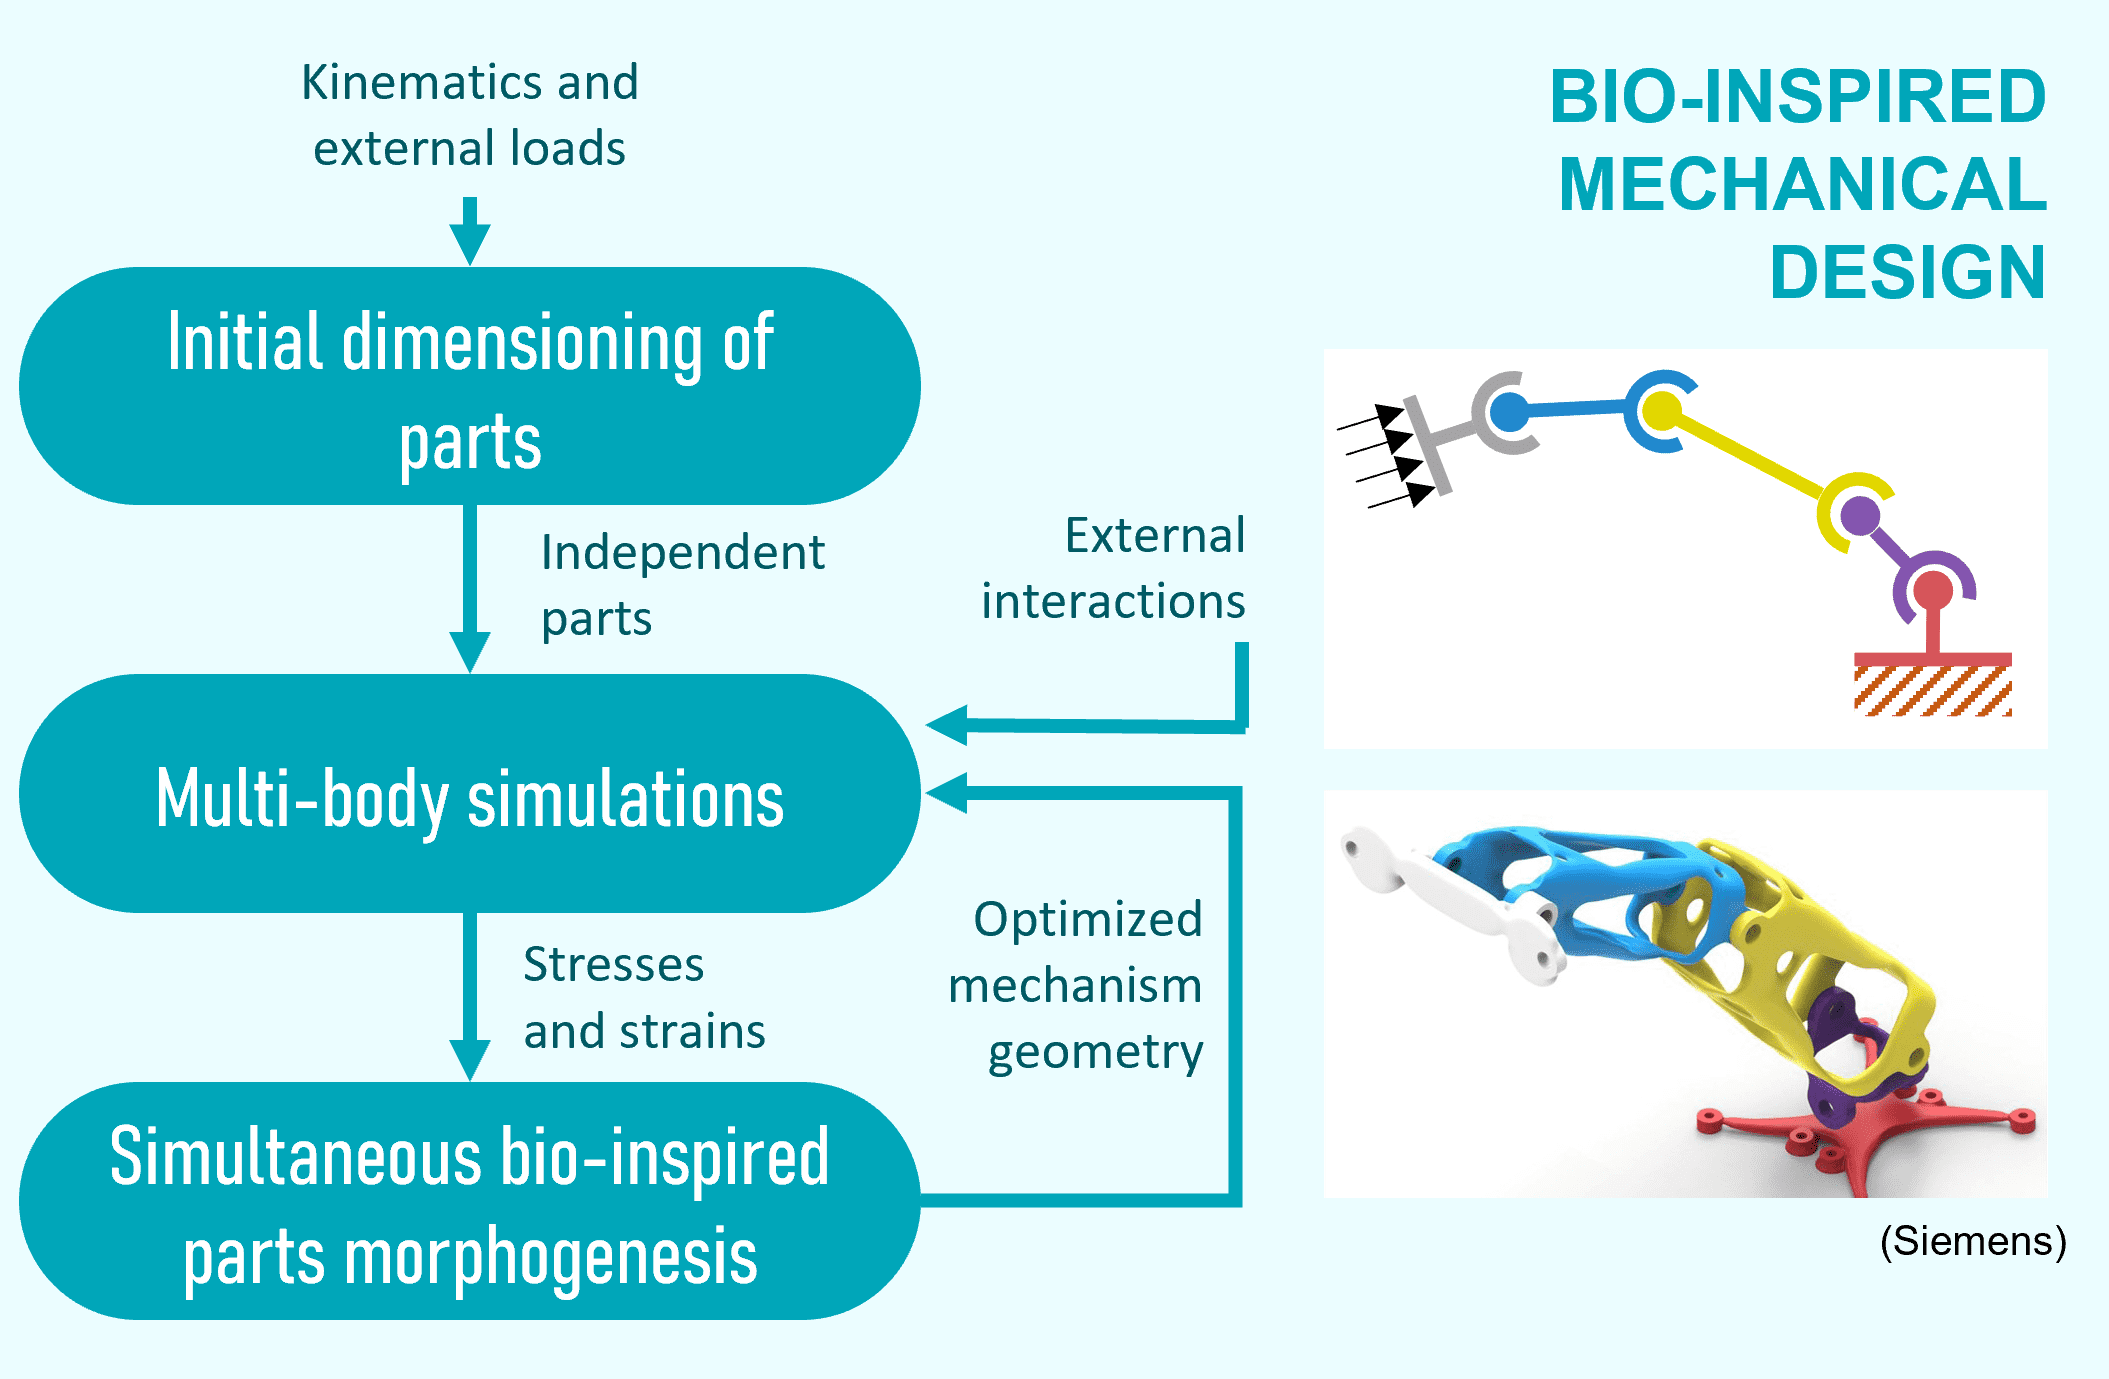 Kinematics and
external loads
BIO-INSPIRED
MECHANICAL
DESIGN
Initial dimensioning of
parts
Independent
parts
External
interactions
Multi-body simulations
Stresses
and strains
Optimized
mechanism
geometry
Simultaneous bio-inspired
parts morphogenesis
(Siemens)